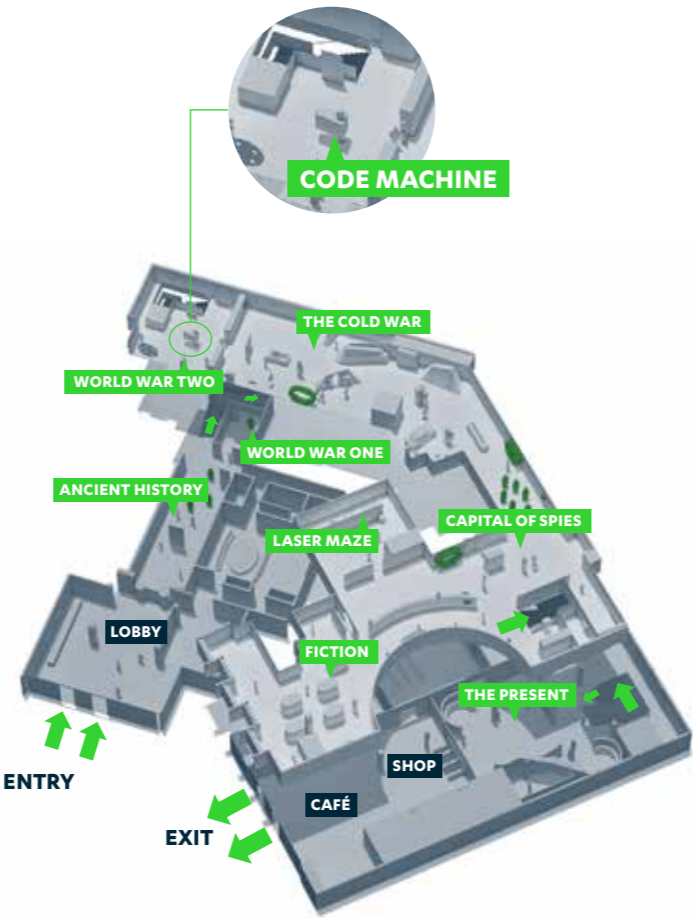 CODE MACHINE
THE COLD WAR
WORLD WAR TWO
WORLD WAR ONE
ANCIENT HISTORY
CAPITAL OF SPIES
LASER MAZE
LOBBY
FICTION
THE PRESENT
SHOP
ENTRY
CAFÉ
EXIT